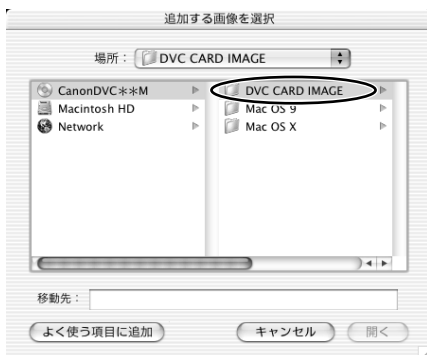 追加する画像を選択
場所： DVC CARD IMAGE
CanonDVC＊＊M
Macintosh HD
Network
DVC CARD IMAGE
Mac OS 9
Mac OS X
移動先：
よく使う項目に追加
キャンセル
開く